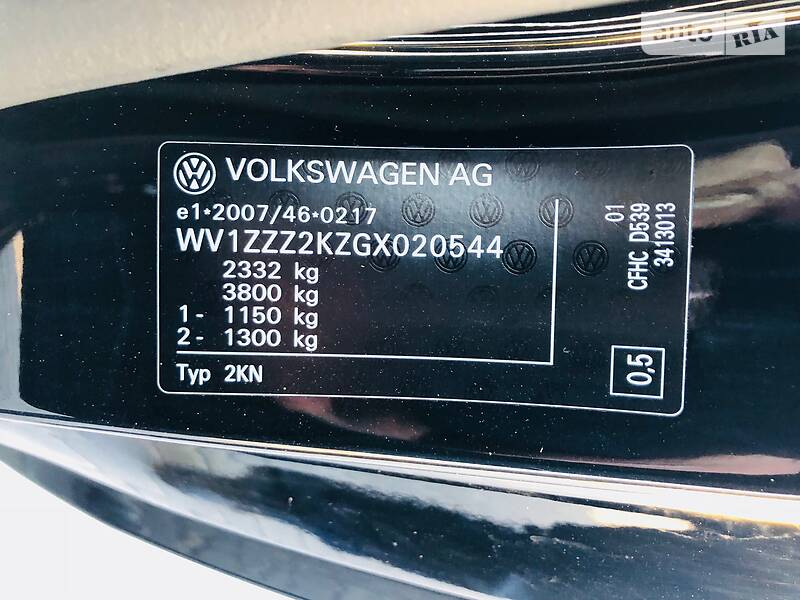 auto RIA
VOLKSWAGEN AG
e1*2007/46*0217
WV1ZZZ2KZGX020544
2332 kg
3800 kg
1- 1150 kg
2- 1300 kg
Typ 2KN
01
CFHC D539
3413013
0,5